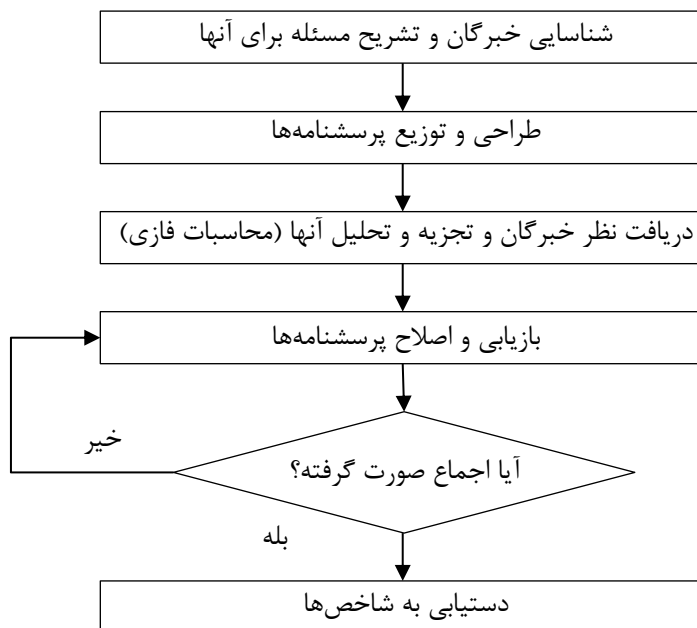 شناسایی خبرگان و تشریح مسئله برای آنها
طراحی و توزیع پرسشنامه‌ها
دریافت نظر خبرگان و تجزیه و تحلیل آنها (محاسبات فازی)
بازیابی و اصلاح پرسشنامه‌ها
خیر
آیا اجماع صورت گرفته؟
بله
دستیابی به شاخص‌ها